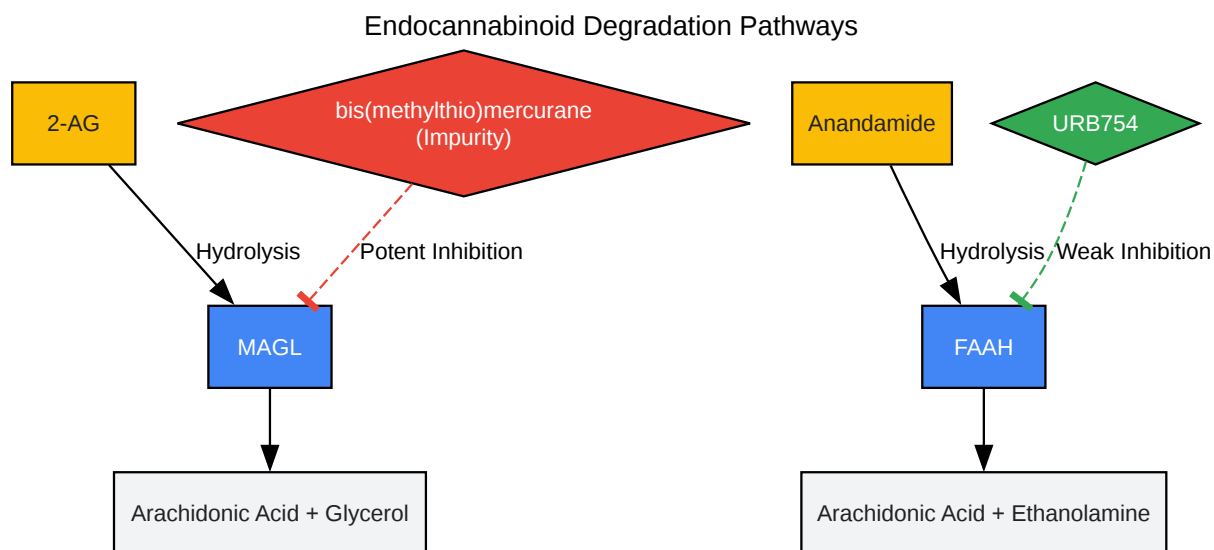 Endocannabinoid Degradation Pathways
2-AG
bis(methylthio)mercurane
(Impurity)
Anandamide
URB754
Hydrolysis
Potent Inhibition
Hydrolysis
Weak Inhibition
MAGL
FAAH
Arachidonic Acid + Glycerol
Arachidonic Acid + Ethanolamine